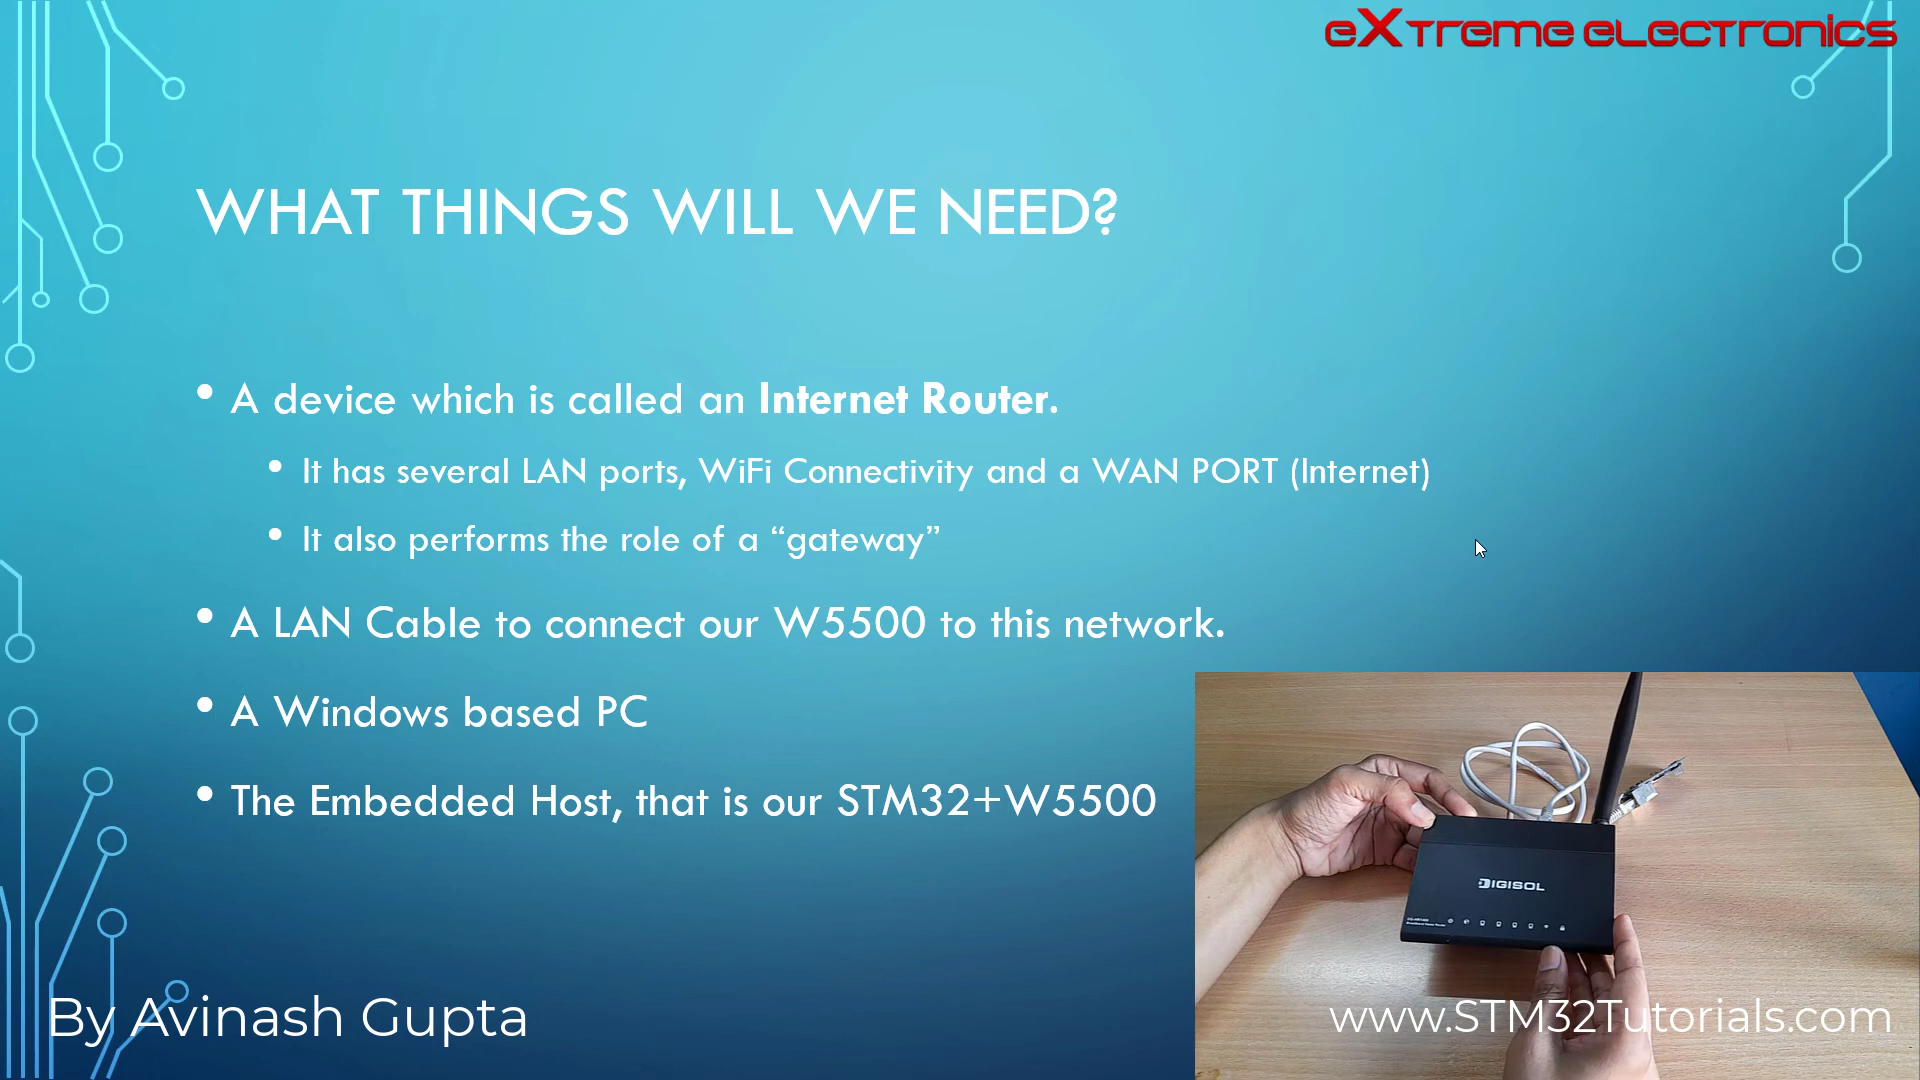 eXtreme electronics
WHAT THINGS WILL WE NEED?
• A device which is called an Internet Router.
• It has several LAN ports, WiFi Connectivity and a WAN PORT (Internet)
• It also performs the role of a “gateway”
• A LAN Cable to connect our W5500 to this network.
• A Windows based PC
• The Embedded Host, that is our STM32+W5500
DIGISOL
By Avinash Gupta
www.STM32Tutorials.com